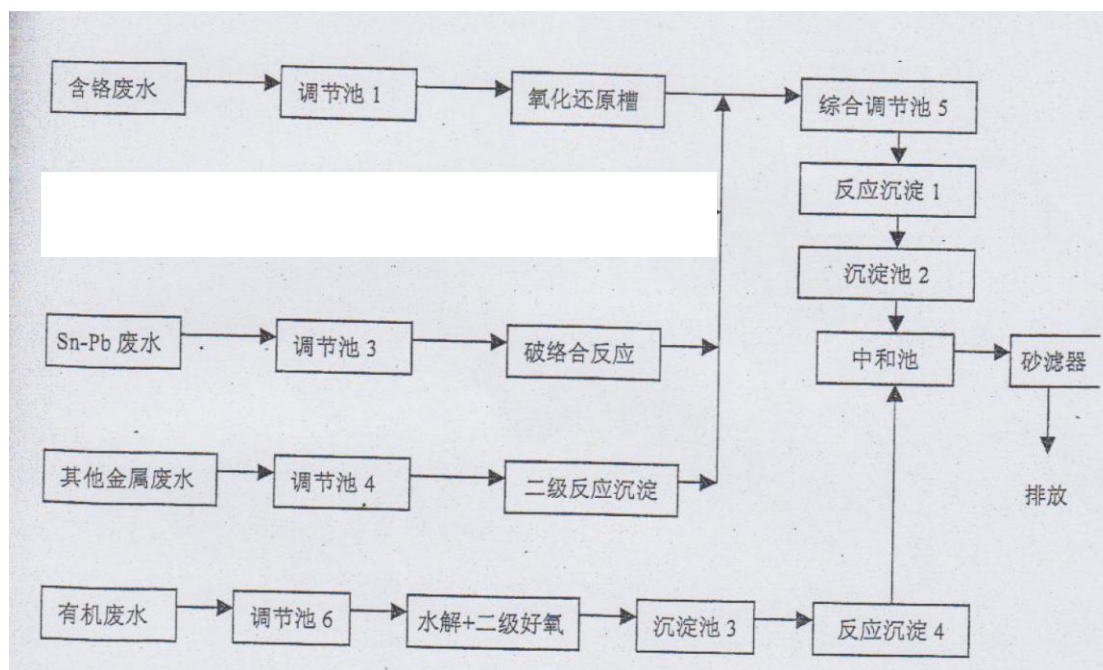 含铬废水
调节池 1
氧化还原槽
综合调节池 5
反应沉淀 1
沉淀池 2
Sn-Pb 废水
调节池 3
破络合反应
中和池
砂滤器
其他金属废水
调节池 4
二级反应沉淀
排放
有机废水
调节池 6
水解+二级好氧
沉淀池 3
反应沉淀 4